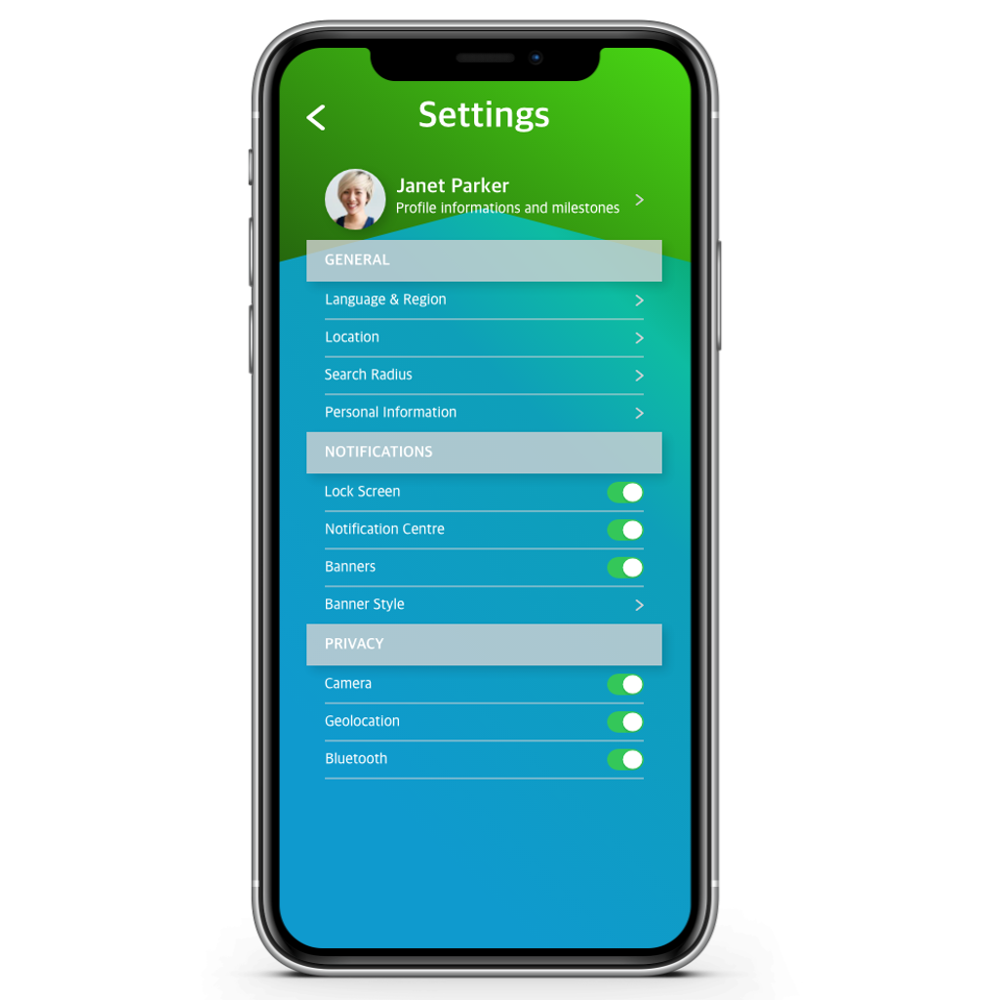 Settings
Janet Parker
Profile informations and milestones
GENERAL
Language & Region
Location
Search Radius
Personal Information
NOTIFICATIONS
Lock Screen
Notification Centre
Banners
Banner Style
PRIVACY
Camera
Geolocation
Bluetooth